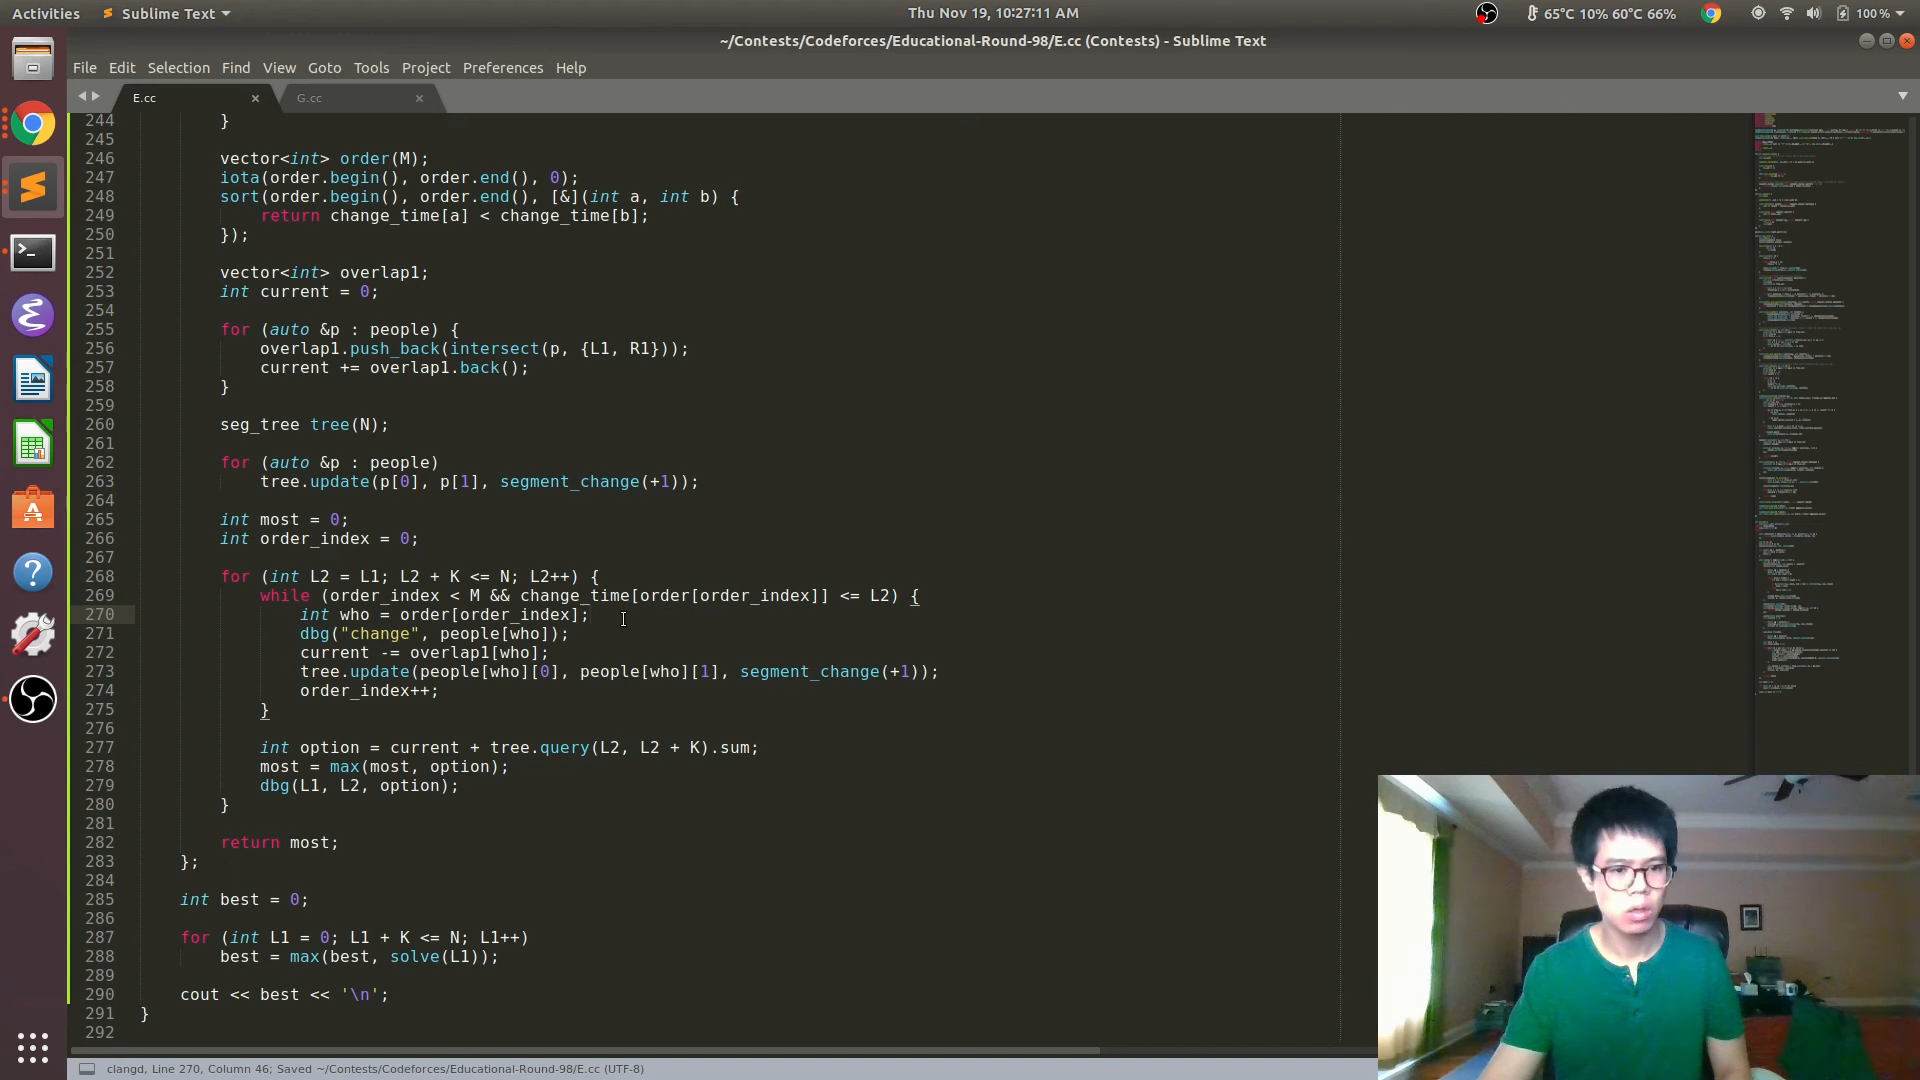 Activities
Sublime Text
Thu Nov 19, 10:27:11 AM
65°C 10% 60°C 66%
100 %
~/Contests/Codeforces/Educational-Round-98/E.cc (Contests) - Sublime Text
File Edit Selection Find View Goto Tools Project Preferences Help
E.cc
G.cc
244 }
245
246 vector<int> order(M);
247 iota(order.begin(), order.end(), 0);
248 sort(order.begin(), order.end(), [&](int a, int b) {
249 return change_time[a] < change_time[b];
250 });
251
252 vector<int> overlap1;
253 int current = 0;
254
255 for (auto &p : people) {
256 overlap1.push_back(intersect(p, {L1, R1}));
257 current += overlap1.back();
258 }
259
260 seg_tree tree(N);
261
262 for (auto &p : people)
263 tree.update(p[0], p[1], segment_change(+1));
264
265 int most = 0;
266 int order_index = 0;
267
268 for (int L2 = L1; L2 + K <= N; L2++) {
269 while (order_index < M && change_time[order[order_index]] <= L2) {
270 int who = order[order_index];
271 dbg("change", people[who]);
272 current -= overlap1[who];
273 tree.update(people[who][0], people[who][1], segment_change(+1));
274 order_index++;
275 }
276
277 int option = current + tree.query(L2, L2 + K).sum;
278 most = max(most, option);
279 dbg(L1, L2, option);
280 }
281
282 return most;
283 };
284
285 int best = 0;
286
287 for (int L1 = 0; L1 + K <= N; L1++)
288 best = max(best, solve(L1));
289
290 cout << best << '\n';
291 }
292
clangd, Line 270, Column 46; Saved ~/Contests/Codeforces/Educational-Round-98/E.cc (UTF-8)